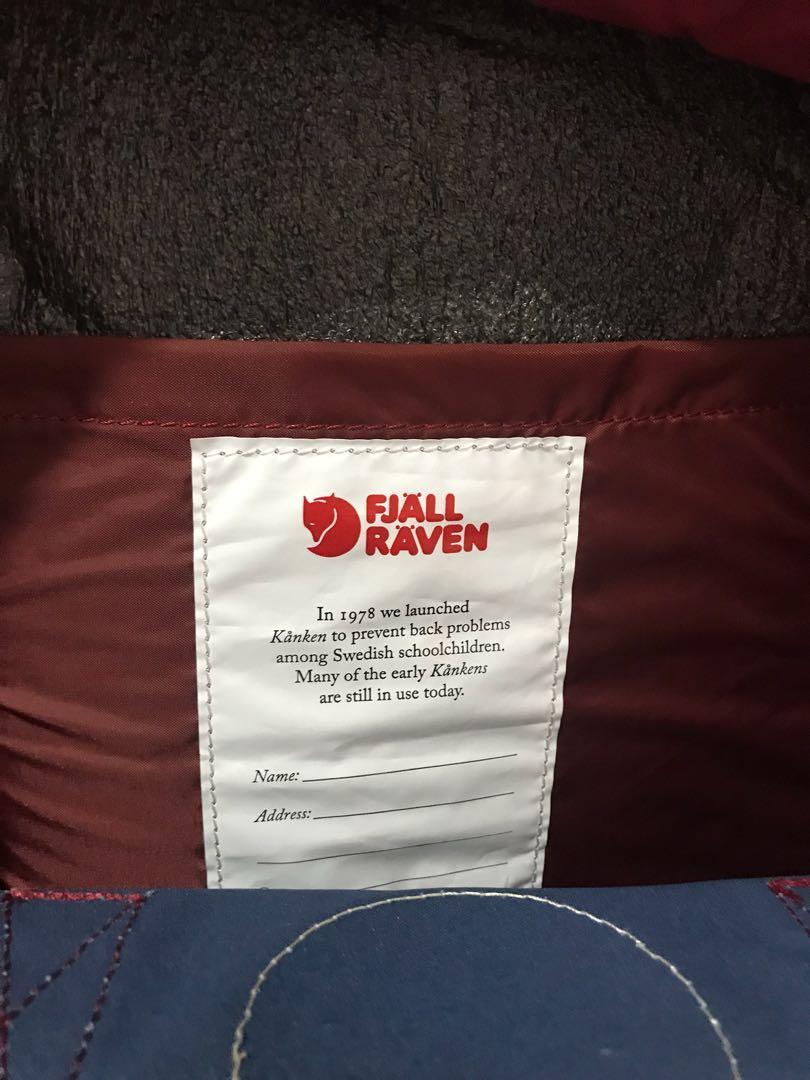 FJÄLL
RÄVEN
In 1978 we launched
Kånken to prevent back problems
among Swedish schoolchildren.
Many of the early Kånkens
are still in use today.
Name:
Address: